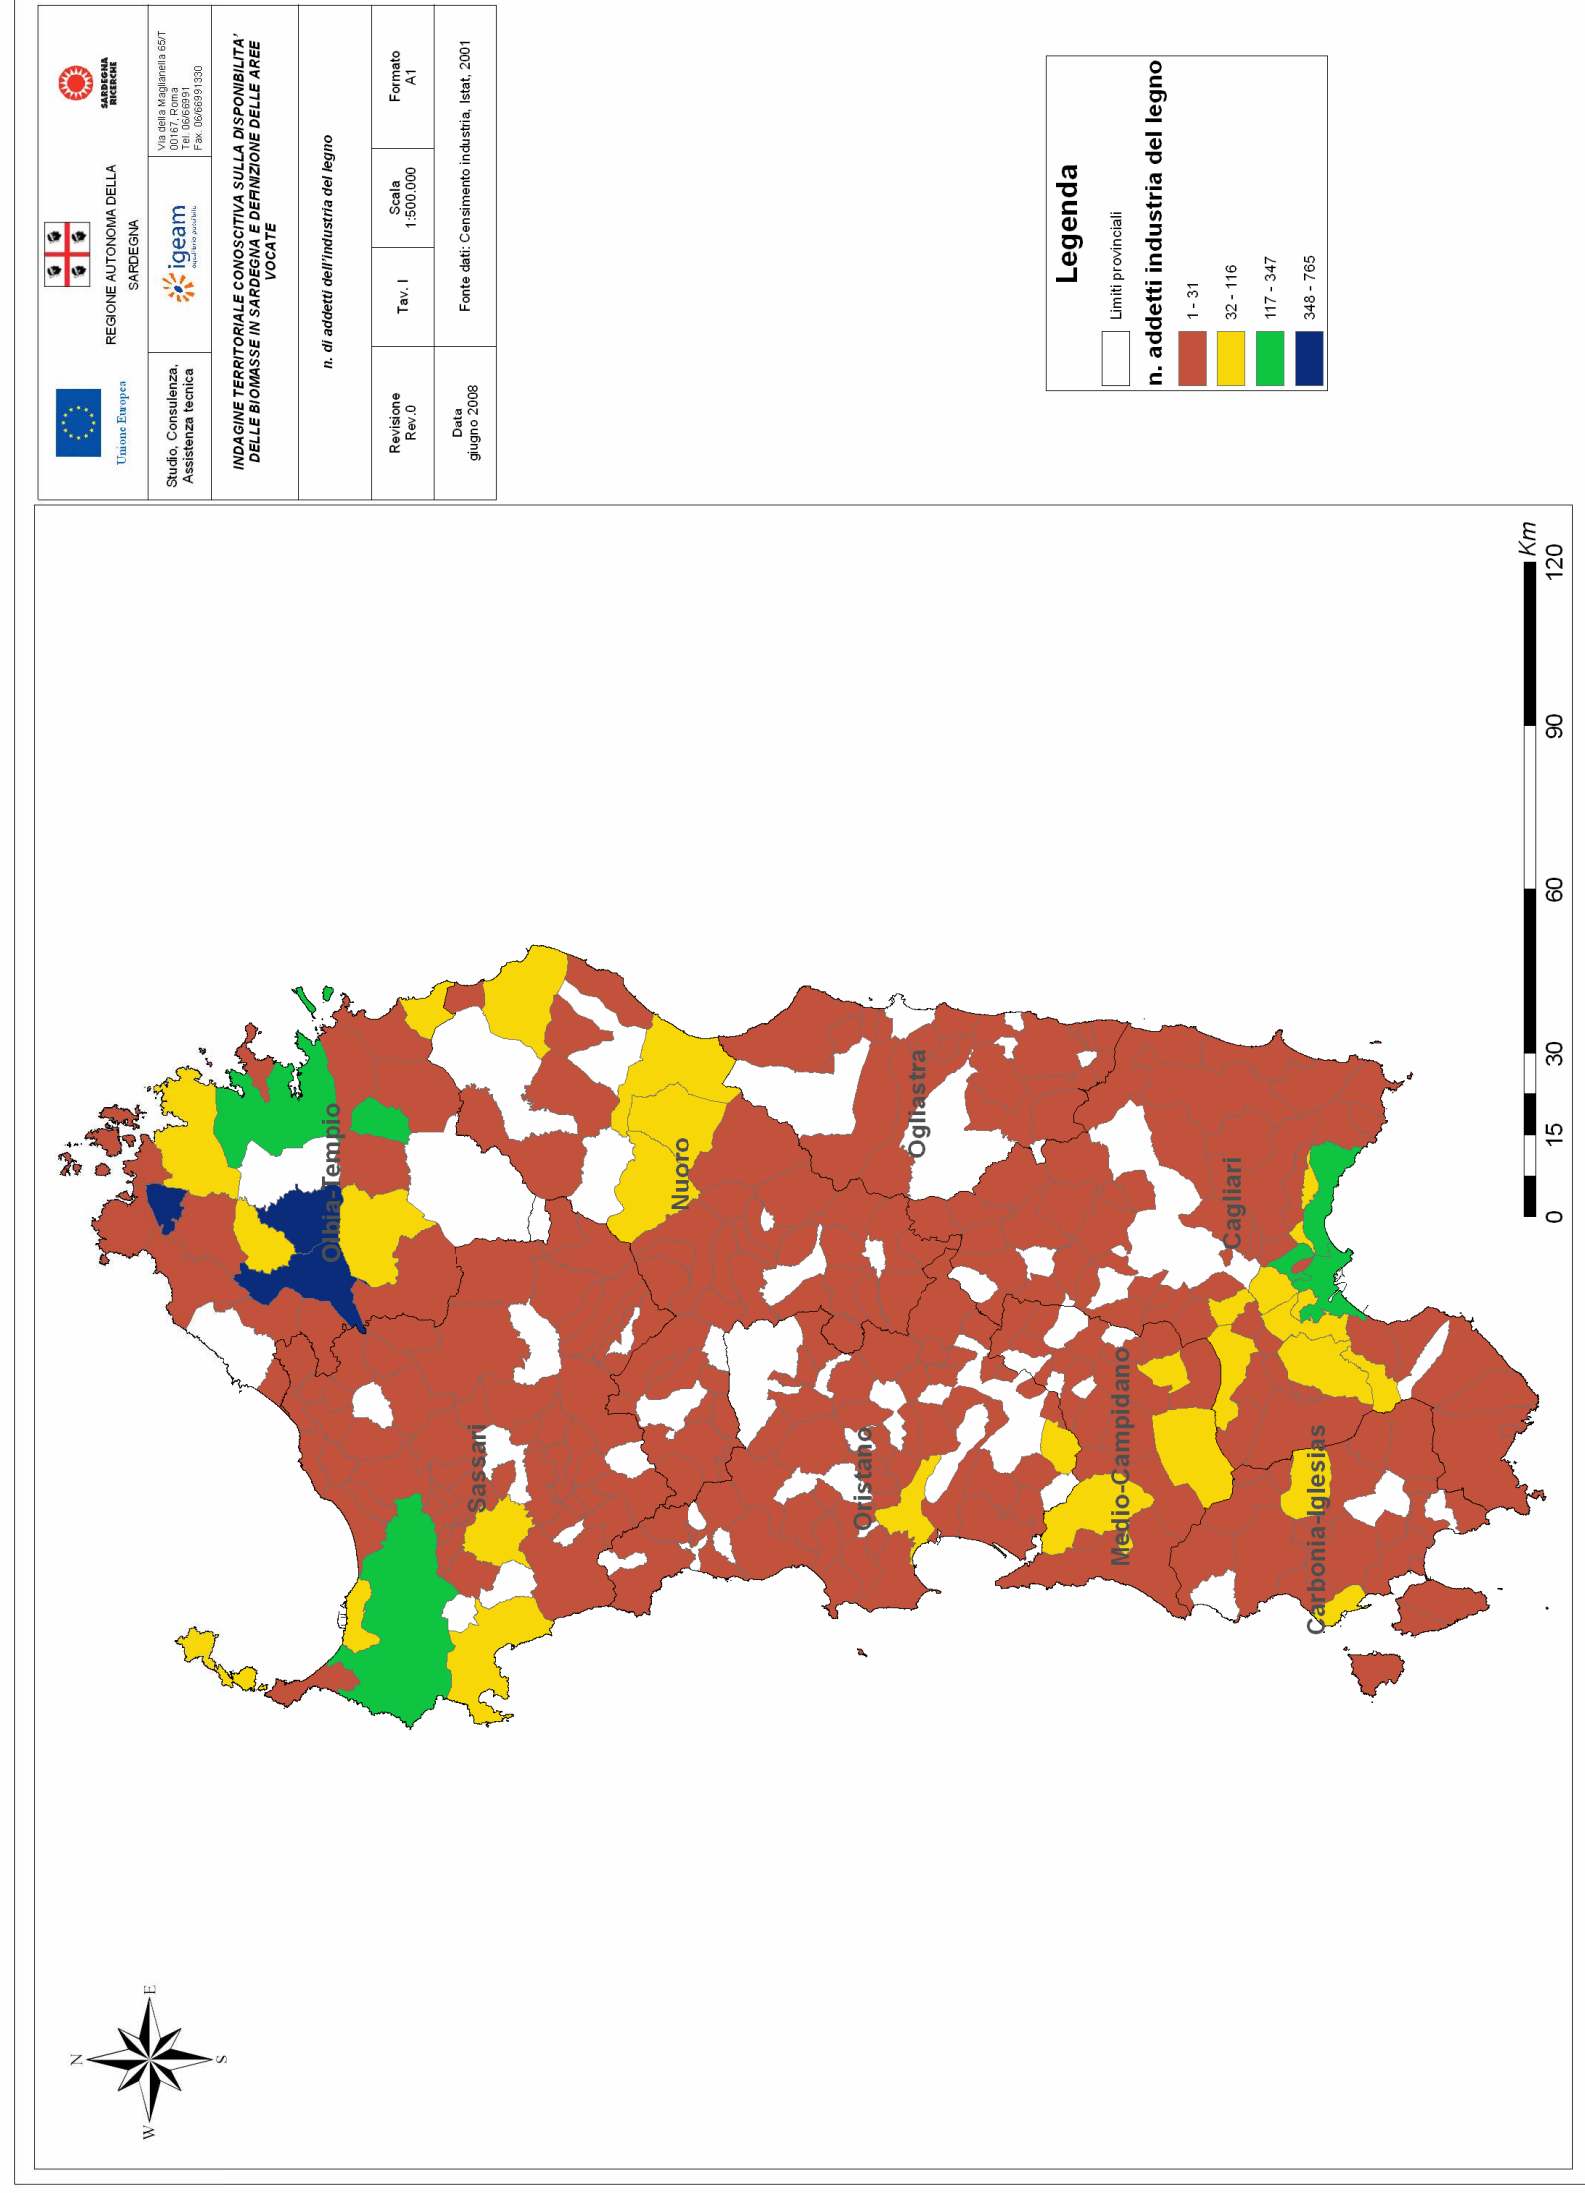 Unione Europea
REGIONE AUTONOMA DELLA
SARDEGNA
SARDEGNA
RICERCHE
Studio, Consulenza,
Assistenza tecnica
igeam
Via della Maglianella 65/T
00167, Roma
Tel. 06/66991
Fax. 06/66991330
INDAGINE TERRITORIALE CONOSCITIVA SULLA DISPONIBILITA'
DELLE BIOMASSE IN SARDEGNA E DEFINIZIONE DELLE AREE
VOCATE
n. di addetti dell'industria del legno
Revisione
Rev.0
Tav. I
Scala
1:500.000
Formato
A1
Data
giugno 2008
Fonte dati: Censimento industria, Istat, 2001
Legenda
Limiti provinciali
n. addetti industria del legno
1 - 31
32 - 116
117 - 347
348 - 765
Olbia-Tempio
Sassari
Nuoro
Oristano
Ogliastra
Medio-Campidano
Cagliari
Carbonia-Iglesias
N
W
E
S
Km
0
15
30
60
90
120